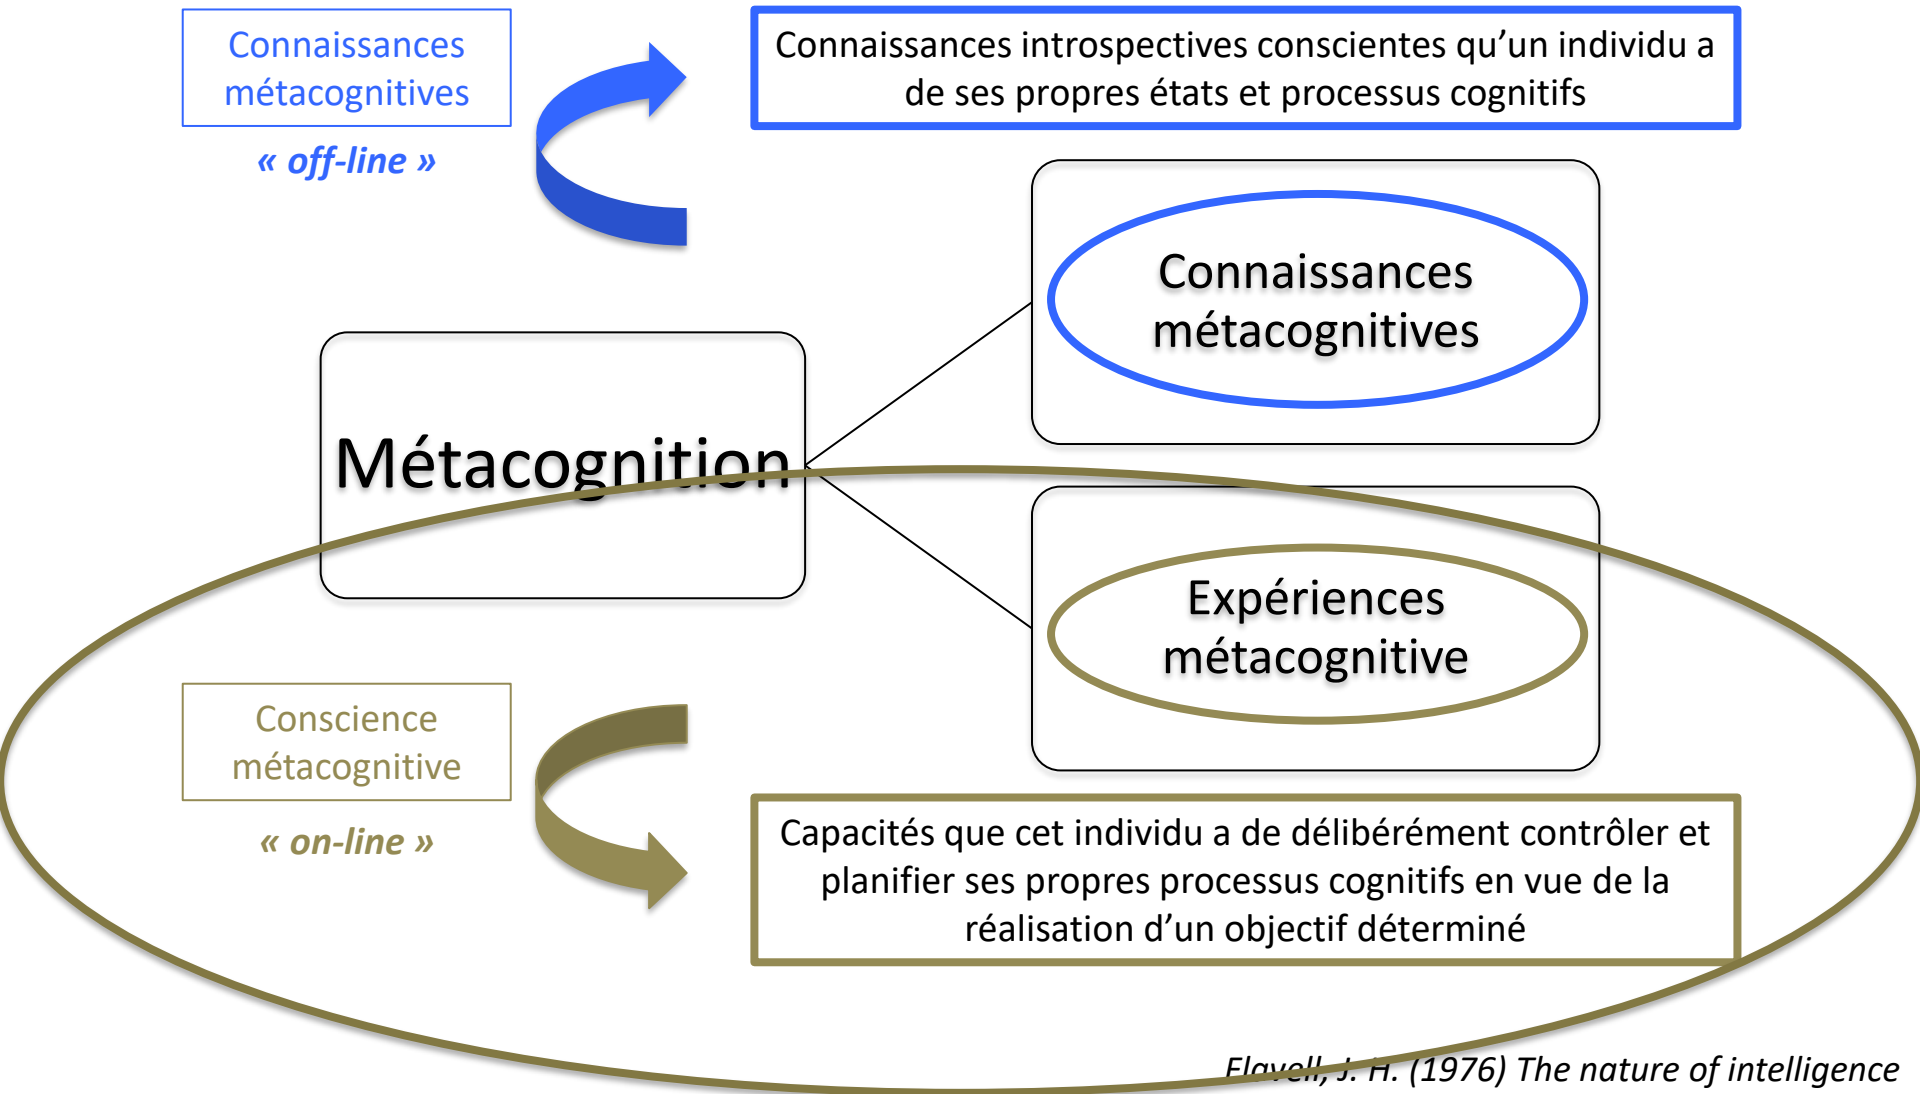 Connaissances
métacognitives
« off-line »
Connaissances introspectives conscientes qu’un individu a
de ses propres états et processus cognitifs
Connaissances
métacognitives
Métacognition
Expériences
métacognitive
Conscience
métacognitive
« on-line »
Capacités que cet individu a de délibérément contrôler et
planifier ses propres processus cognitifs en vue de la
réalisation d’un objectif déterminé
Flavell, J. H. (1976) The nature of intelligence